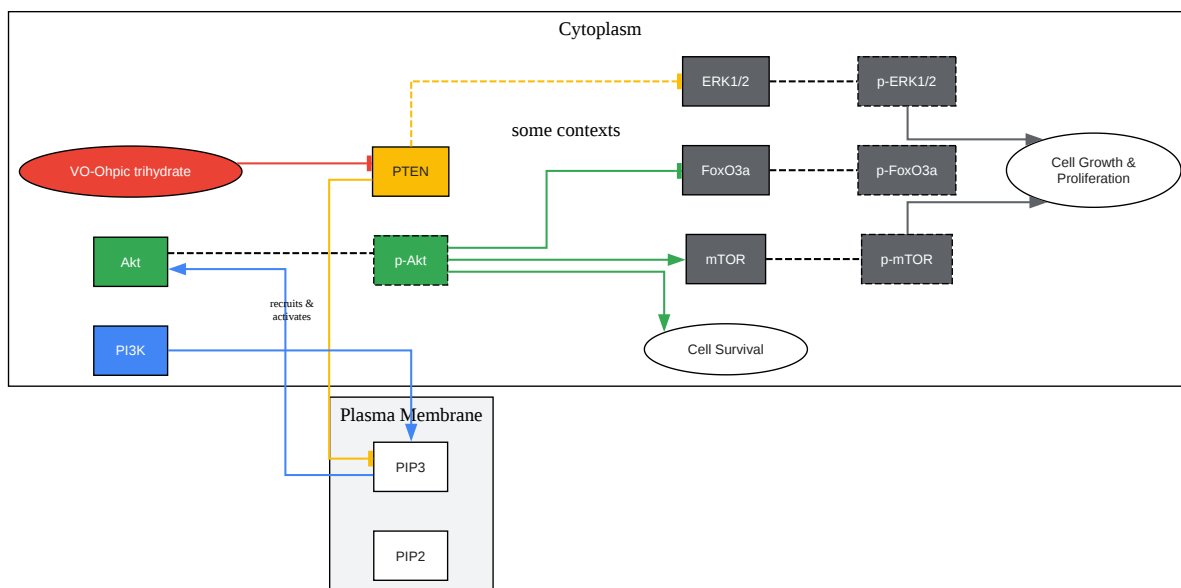 Cytoplasm
ERK1/2
p-ERK1/2
some contexts
VO-Ohpic trihydrate
PTEN
FoxO3a
p-FoxO3a
Cell Growth &
Proliferation
Akt
p-Akt
mTOR
p-mTOR
recruits &
activates
PI3K
Cell Survival
Plasma Membrane
PIP3
PIP2